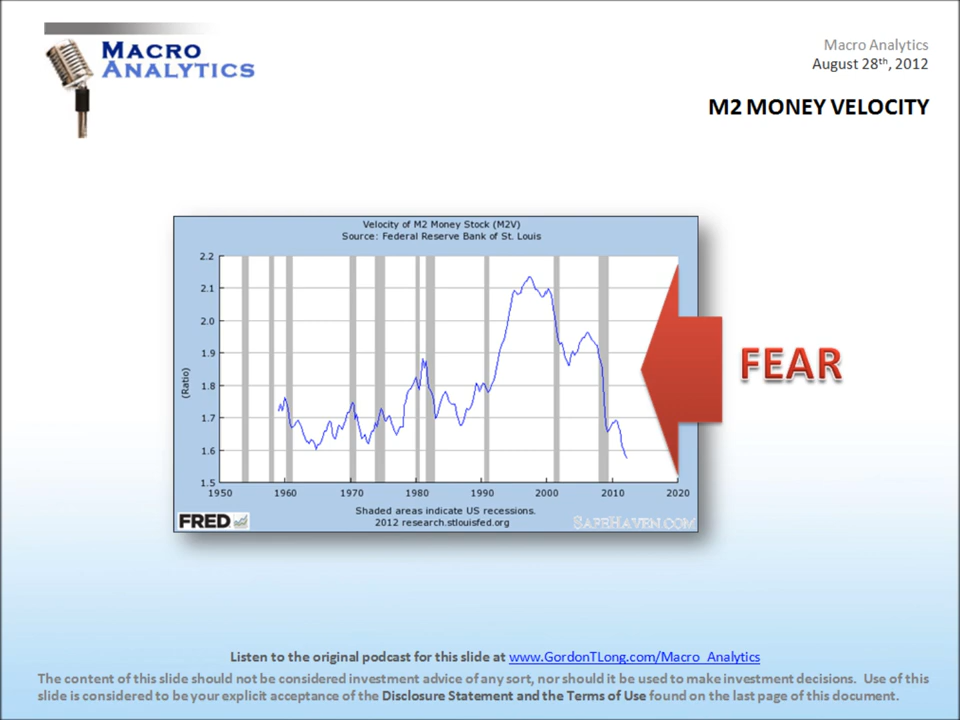 MACRO
ANALYTICS
Macro Analytics
August 28th, 2012
M2 MONEY VELOCITY
Velocity of M2 Money Stock (M2V)
Source: Federal Reserve Bank of St. Louis
2.2
2.1
2.0
1.9
1.8
1.7
1.6
1.5
(Ratio)
1950 1960 1970 1980 1990 2000 2010 2020
Shaded areas indicate US recessions.
2012 research.stlouisfed.org
FRED
SAFEHAVEN.COM
FEAR
Listen to the original podcast for this slide at www.GordonTLong.com/Macro_Analytics
The content of this slide should not be considered investment advice of any sort, nor should it be used to make investment decisions. Use of this
slide is considered to be your explicit acceptance of the Disclosure Statement and the Terms of Use found on the last page of this document.